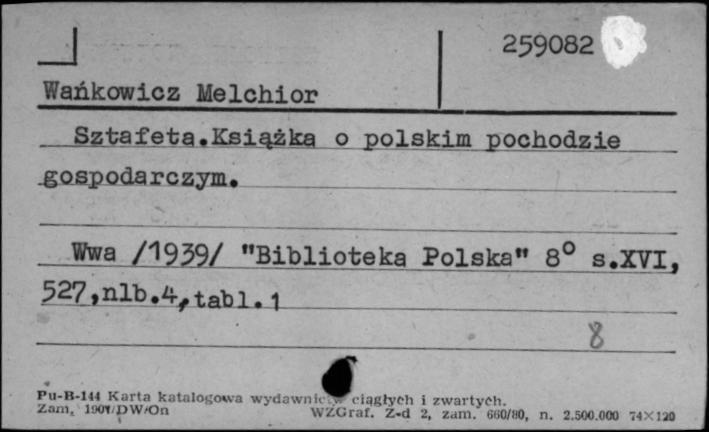 259082
Wańkowicz Melchior
Sztafeta.Książka o polskim pochodzie
gospodarczym.
Wwa /1939/ "Biblioteka Polska" 8° s.XVI,
527,nlb.4,tabl.1
8
Pu-B-144 Karta katalogowa wydawnictw ciągłych i zwartych.
Zam. DW/On WZGraf. Z-d 2, zam. 660/80, n. 2.500.000 74×120